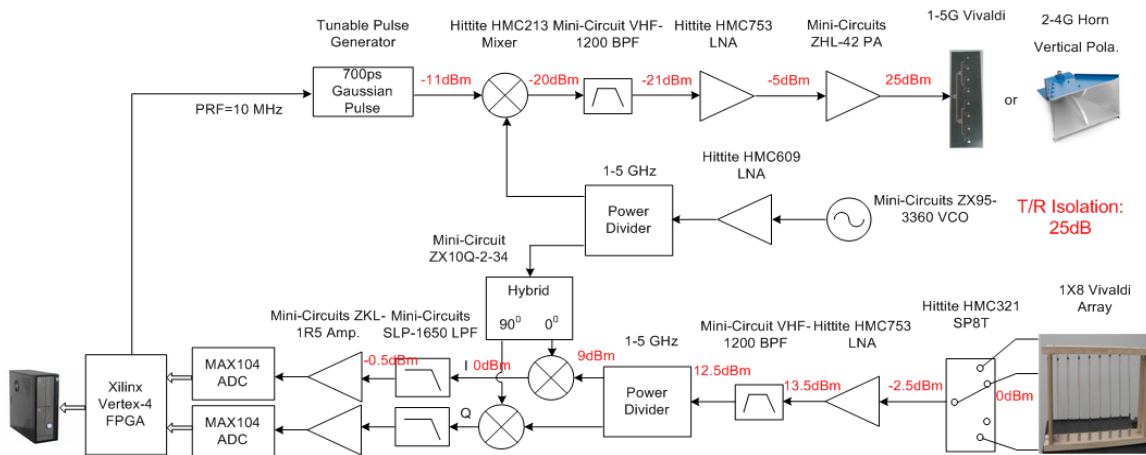 Tunable Pulse
Generator
Hittite HMC213
Mixer
Mini-Circuit VHF-
1200 BPF
Hittite HMC753
LNA
Mini-Circuits
ZHL-42 PA
1-5G Vivaldi
2-4G Horn
Vertical Pola.
700ps
Gaussian
Pulse
-11dBm
-20dBm
-21dBm
-5dBm
25dBm
or
PRF=10 MHz
1-5 GHz
Power
Divider
Hittite HMC609
LNA
Mini-Circuits ZX95-
3360 VCO
T/R Isolation:
25dB
Mini-Circuit
ZX10Q-2-34
Hybrid
90⁰ 0⁰
Mini-Circuits ZKL-
1R5 Amp.
Mini-Circuits
SLP-1650 LPF
1-5 GHz
Mini-Circuit VHF-
1200 BPF
Hittite HMC753
LNA
Hittite HMC321
SP8T
1X8 Vivaldi
Array
Xilinx
Vertex-4
FPGA
MAX104
ADC
-0.5dBm
I
0dBm
9dBm
Power
Divider
12.5dBm
13.5dBm
-2.5dBm
0dBm
MAX104
ADC
Q